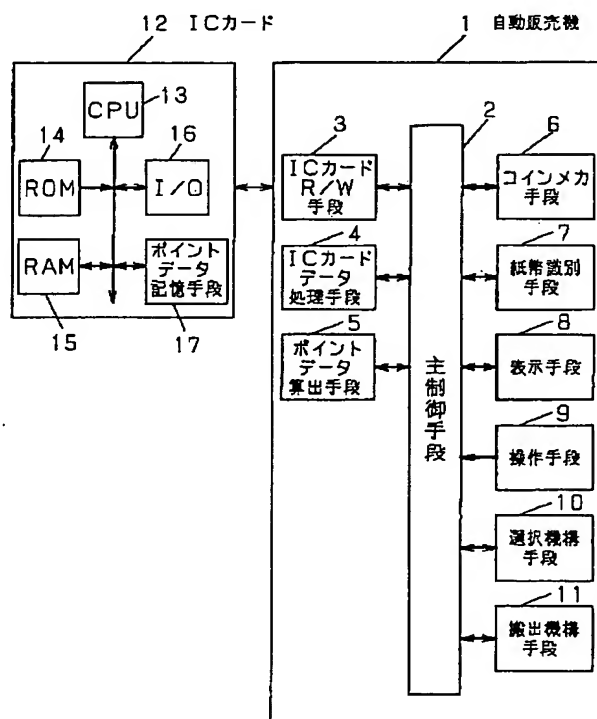 12 ICカード
1 自動販売機
CPU
13
14
ROM
16
I/O
RAM
15
ポイント
データ
記憶手段
17
3
ICカード
R/W
手段
4
ICカード
データ
処理手段
5
ポイント
データ
算出手段
2
主制御手段
6
コインメカ
手段
7
紙幣識別
手段
8
表示手段
9
操作手段
10
選択機構
手段
11
搬出機構
手段